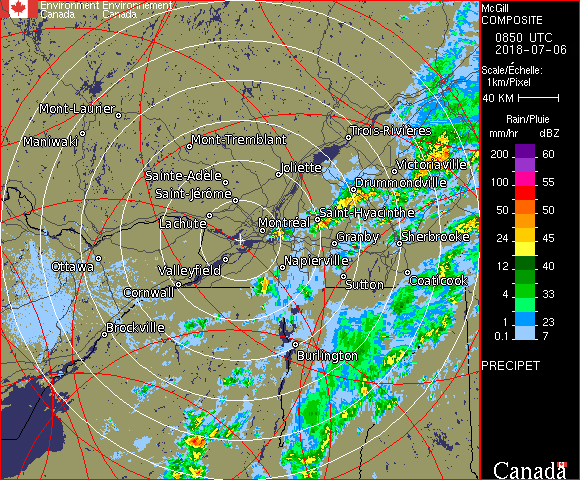 Environment Environnement
Canada Canada
McGill
COMPOSITE
0850 UTC
2018-07-06
Scale/Échelle:
1km/Pixel
40 KM
Rain/Pluie
mm/hr dBZ
200 60
100 55
50 50
24 45
12 40
4 33
1 23
0.1 7
PRECIPET
Canada
Mont-Laurier
Maniwaki
Mont-Tremblant
Trois-Rivières
Joliette
Victoriaville
Sainte-Adèle
Drummondville
Saint-Jérôme
Saint-Hyacinthe
Lachute
Montréal
Granby
Sherbrooke
Ottawa
Valleyfield
Napierville
Sutton
Coaticook
Cornwall
Brockville
Burlington